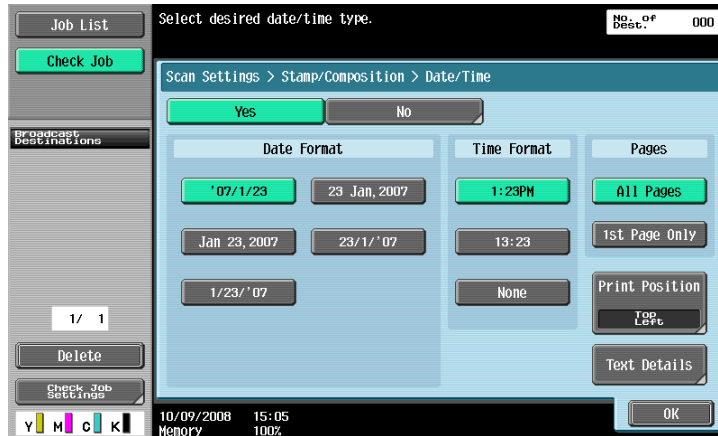 Job List
Check Job
Select desired date/time type.
No. of
Dest. 000
Scan Settings > Stamp/Composition > Date/Time
Yes No
Broadcast
Destinations
Date Format Time Format Pages
'07/1/23 23 Jan,2007 1:23PM All Pages
Jan 23,2007 23/1/'07 13:23 1st Page Only
1/23/'07 None Print Position
Top
Left
1/ 1
Delete
Text Details
Check Job
Settings
OK
Y M C K
10/09/2008 15:05
Memory 100%